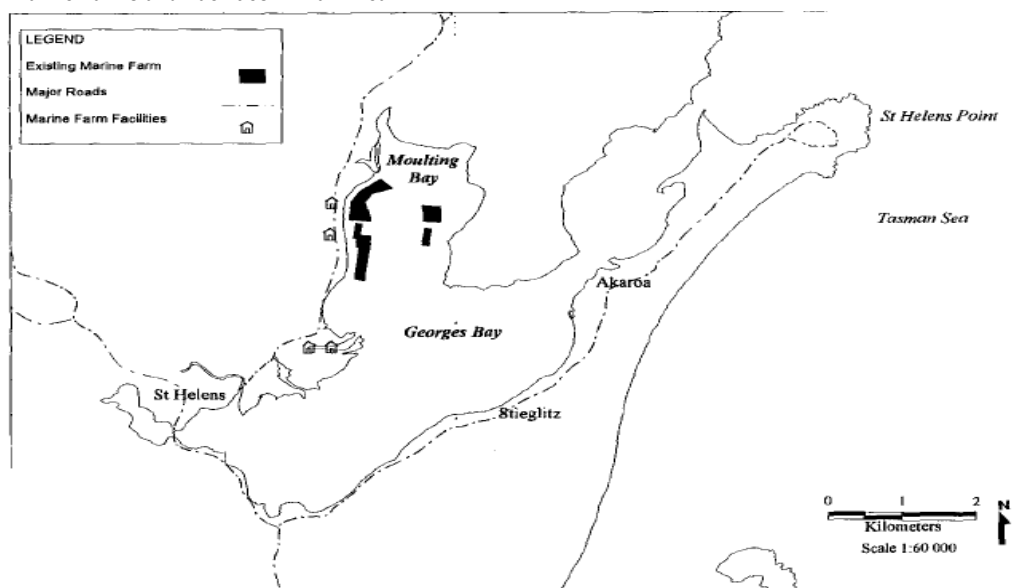 LEGEND
Existing Marine Farm
Major Roads
Marine Farm Facilities
St Helens Point
Moulting
Bay
Tasman Sea
Akaroa
Georges Bay
St Helens
Stieglitz
0 1 2
Kilometers
Scale 1:60 000
N